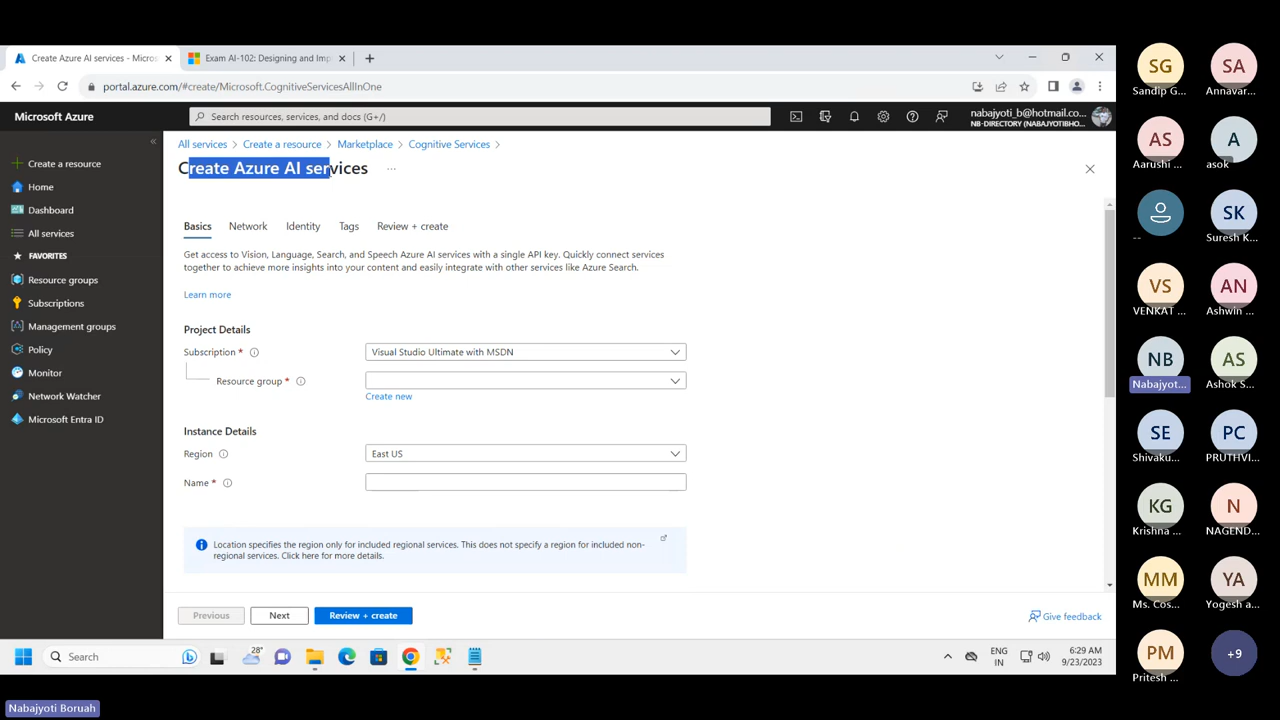 Create Azure AI services - Micros
Exam AI-102: Designing and Imp
portal.azure.com/#create/Microsoft.CognitiveServicesAllInOne
Microsoft Azure
Search resources, services, and docs (G+/)
nabajyoti_b@hotmail.co...
NB-DIRECTORY (NABAJYOTIBHO...
All services > Create a resource > Marketplace > Cognitive Services >
Create Azure AI services ...
Create a resource
Home
Dashboard
All services
FAVORITES
Resource groups
Subscriptions
Management groups
Policy
Monitor
Network Watcher
Microsoft Entra ID
Basics Network Identity Tags Review + create
Get access to Vision, Language, Search, and Speech Azure AI services with a single API key. Quickly connect services
together to achieve more insights into your content and easily integrate with other services like Azure Search.
Learn more
Project Details
Subscription * Visual Studio Ultimate with MSDN
Resource group *
Create new
Instance Details
Region East US
Name *
Location specifies the region only for included regional services. This does not specify a region for included non-
regional services. Click here for more details.
Previous Next Review + create
Give feedback
Search
28°
ENG
IN
6:29 AM
9/23/2023
SG SA
Sandip G... Annavar...
AS A
Aarushi ... asok
SK
-- Suresh K...
VS AN
VENKAT ... Ashwin ...
NB AS
Nabajyot... Ashok S...
SE PC
Shivaku... PRUTHVI...
KG N
Krishna ... NAGEND...
MM YA
Ms. Cos... Yogesh a...
PM +9
Pritesh ...
Nabajyoti Boruah